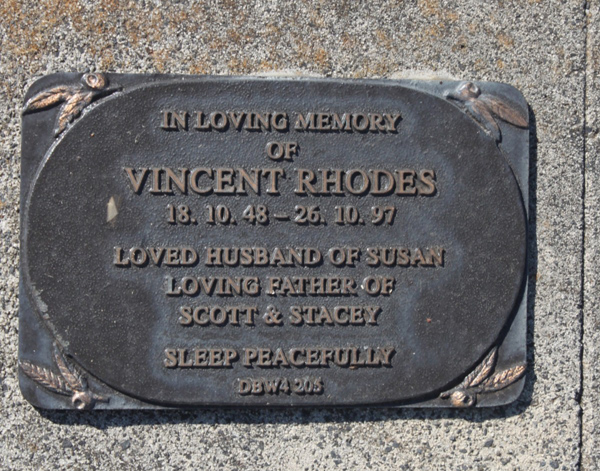 IN LOVING MEMORY
OF
VINCENT RHODES
18. 10. 48 – 26. 10. 97
LOVED HUSBAND OF SUSAN
LOVING FATHER OF
SCOTT & STACEY
SLEEP PEACEFULLY
DBW4 205